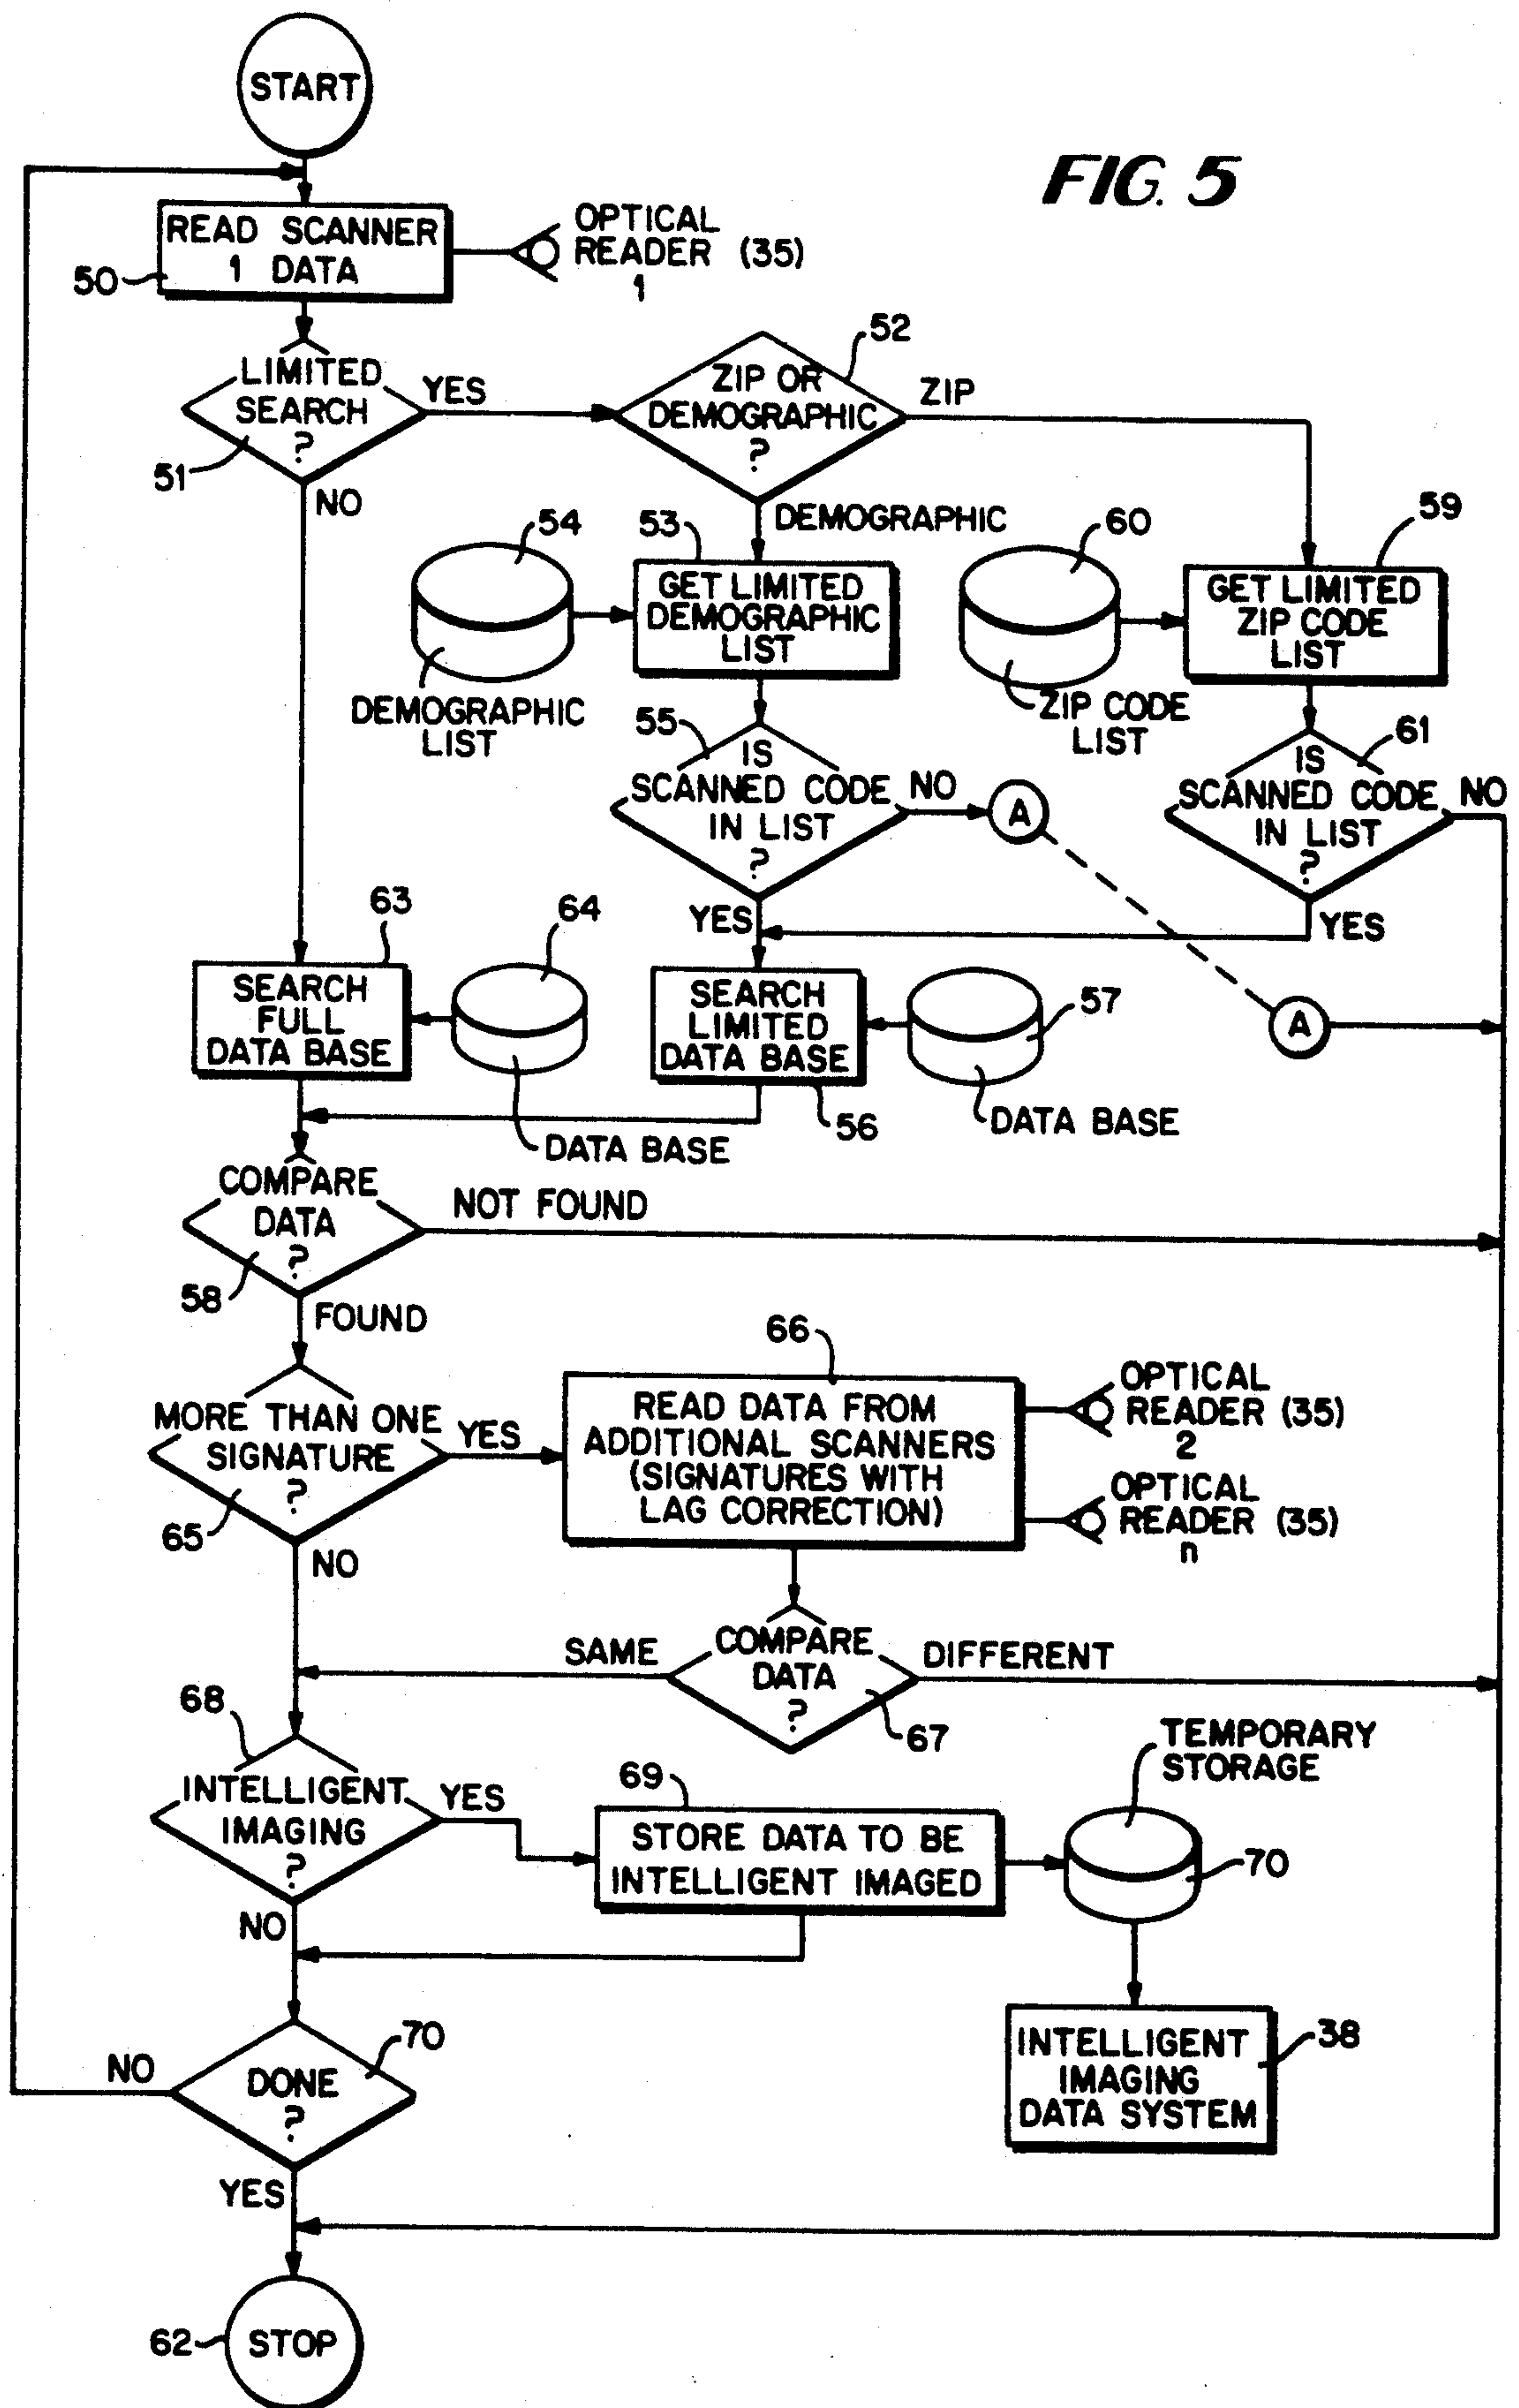 START
FIG. 5
READ SCANNER
1 DATA
50
OPTICAL
READER (35)
1
LIMITED
SEARCH
?
51
YES
NO
ZIP OR
DEMOGRAPHIC
?
52
ZIP
DEMOGRAPHIC
54
DEMOGRAPHIC
LIST
53
GET LIMITED
DEMOGRAPHIC
LIST
60
ZIP CODE
LIST
59
GET LIMITED
ZIP CODE
LIST
55
IS
SCANNED CODE
IN LIST
?
NO
A
YES
61
IS
SCANNED CODE
IN LIST
?
NO
YES
63
SEARCH
FULL
DATA BASE
64
DATA BASE
SEARCH
LIMITED
DATA BASE
56
57
DATA BASE
A
COMPARE
DATA
?
58
NOT FOUND
FOUND
MORE THAN ONE
SIGNATURE
?
65
YES
NO
66
READ DATA FROM
ADDITIONAL SCANNERS
(SIGNATURES WITH
LAG CORRECTION)
OPTICAL
READER (35)
2
OPTICAL
READER (35)
n
SAME
COMPARE
DATA
?
67
DIFFERENT
68
INTELLIGENT
IMAGING
?
YES
NO
69
STORE DATA TO BE
INTELLIGENT IMAGED
TEMPORARY
STORAGE
70
INTELLIGENT
IMAGING
DATA SYSTEM
38
DONE
?
70
NO
YES
STOP
62